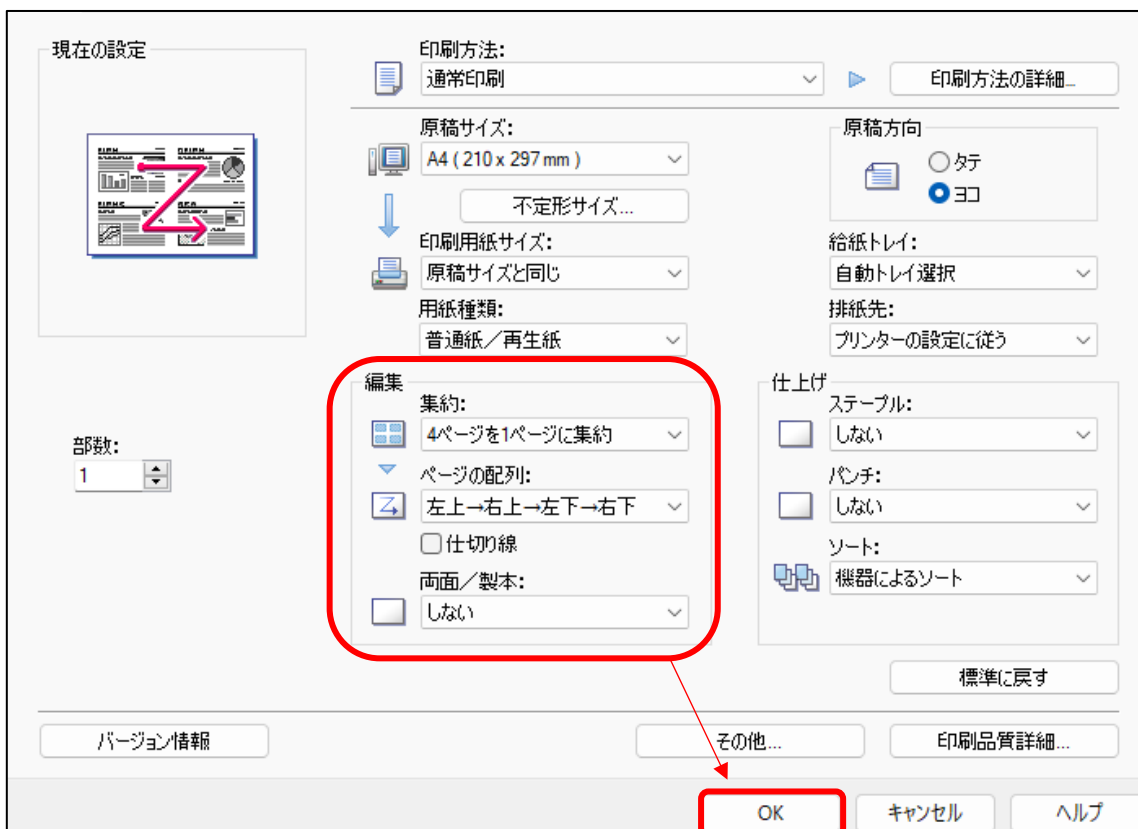 現在の設定
印刷方法:
通常印刷
印刷方法の詳細...
原稿サイズ:
A4 ( 210 x 297 mm )
不定形サイズ...
原稿方向
タテ
ヨコ
印刷用紙サイズ:
原稿サイズと同じ
給紙トレイ:
自動トレイ選択
用紙種類:
普通紙／再生紙
排紙先:
プリンターの設定に従う
部数:
1
編集
集約:
4ページを1ページに集約
ページの配列:
左上→右上→左下→右下
仕切り線
両面／製本:
しない
仕上げ
ステープル:
しない
パンチ:
しない
ソート:
機器によるソート
標準に戻す
バージョン情報
その他...
印刷品質詳細...
OK
キャンセル
ヘルプ